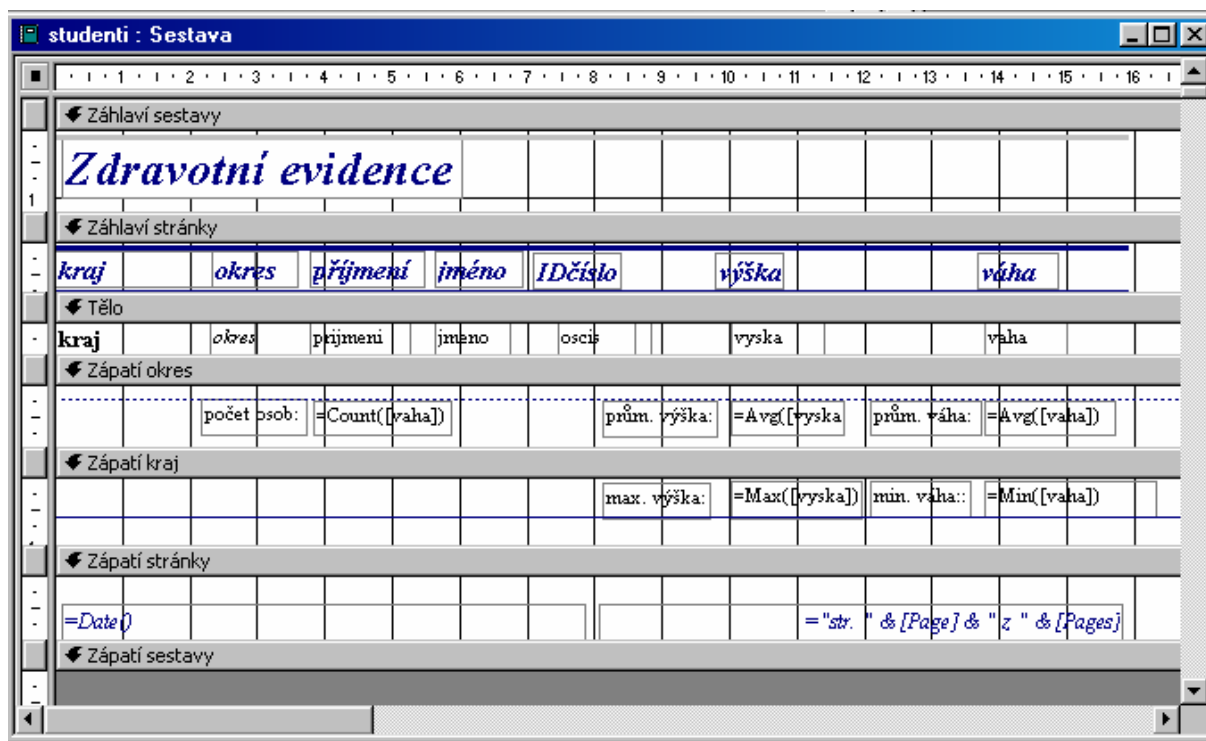 studenti : Sestava
1 2 3 4 5 6 7 8 9 10 11 12 13 14 15 16
Záhlaví sestavy
Zdravotní evidence
1
Záhlaví stránky
kraj okres příjmení jméno IDčíslo výška váha
Tělo
kraj okres prijmeni jmeno oscis vyska vaha
Zápatí okres
počet osob: =Count([vaha]) prům. výška: =Avg([vyska prům. váha: =Avg([vaha])
Zápatí kraj
max. výška: =Max([vyska]) min. váha:: =Min([vaha])
Zápatí stránky
=Date() ="str. " & [Page] & " z " & [Pages]
Zápatí sestavy